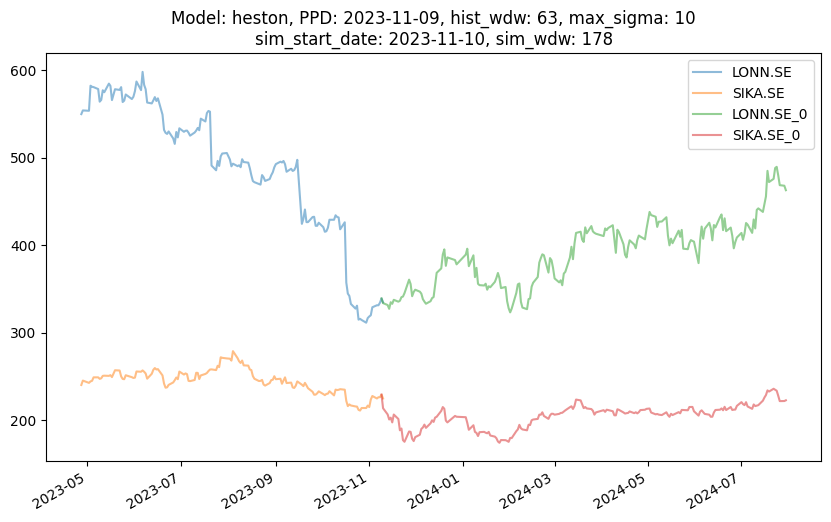 Model: heston, PPD: 2023-11-09, hist_wdw: 63, max_sigma: 10
sim_start_date: 2023-11-10, sim_wdw: 178
600
500
400
300
200
LONN.SE
SIKA.SE
LONN.SE_0
SIKA.SE_0
2023-05
2023-07
2023-09
2023-11
2024-01
2024-03
2024-05
2024-07